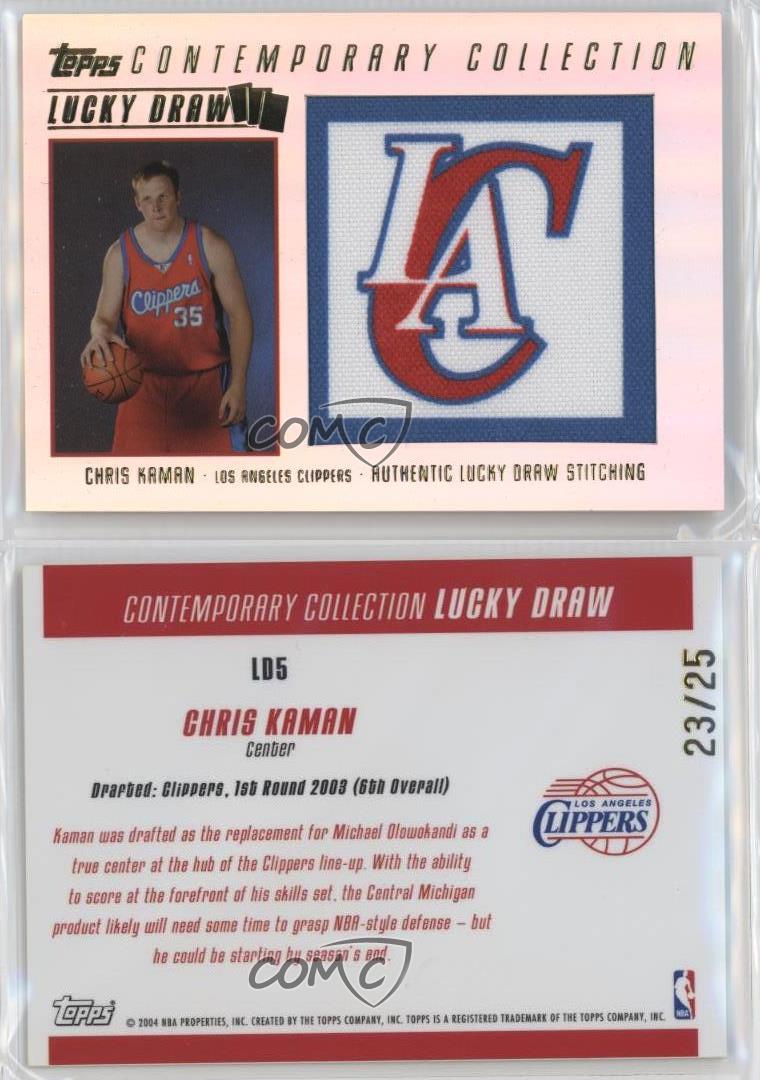 Topps CONTEMPORARY COLLECTION
LUCKY DRAW
LAC
Clippers
35
COMC
CHRIS KAMAN · LOS ANGELES CLIPPERS · AUTHENTIC LUCKY DRAW STITCHING
CONTEMPORARY COLLECTION LUCKY DRAW
LD5
23/25
CHRIS KAMAN
Center
Drafted: Clippers, 1st Round 2003 (6th Overall)
LOS ANGELES
CLIPPERS
Kaman was drafted as the replacement for Michael Olowokandi as a
true center at the hub of the Clippers line-up. With the ability
to score at the forefront of his skills set, the Central Michigan
product likely will need some time to grasp NBA-style defense – but
he could be starting by season's end.
COMC
Topps
© 2004 NBA PROPERTIES, INC. CREATED BY THE TOPPS COMPANY, INC. TOPPS IS A REGISTERED TRADEMARK OF THE TOPPS COMPANY, INC.
NBA